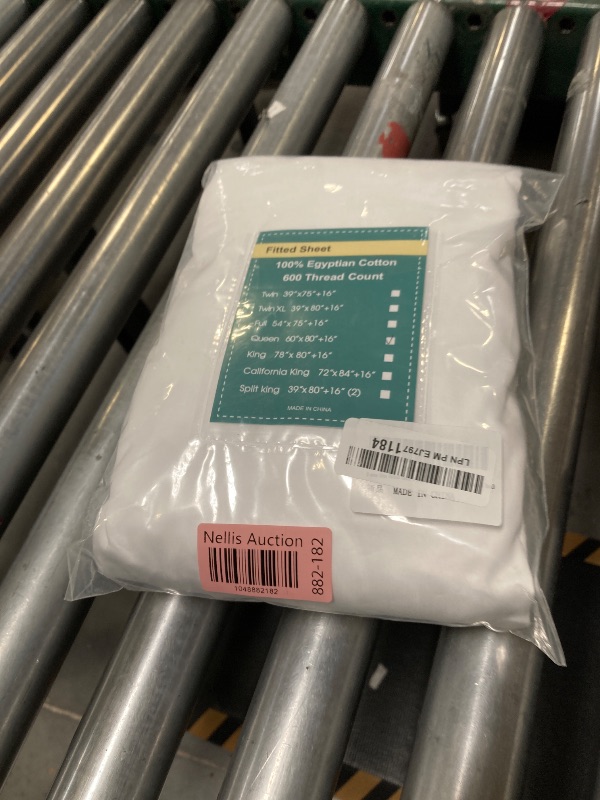 Fitted Sheet
100% Egyptian Cotton
600 Thread Count
Twin 39"x75"+16"
Twin XL 39"x80"+16"
Full 54"x75"+16"
Queen 60"x80"+16"
King 78"x80"+16"
California King 72"x84"+16"
Split king 39"x80"+16" (2)
MADE IN CHINA
LPN PM EJ7971184
MADE IN
Nellis Auction
882-182
1048862182